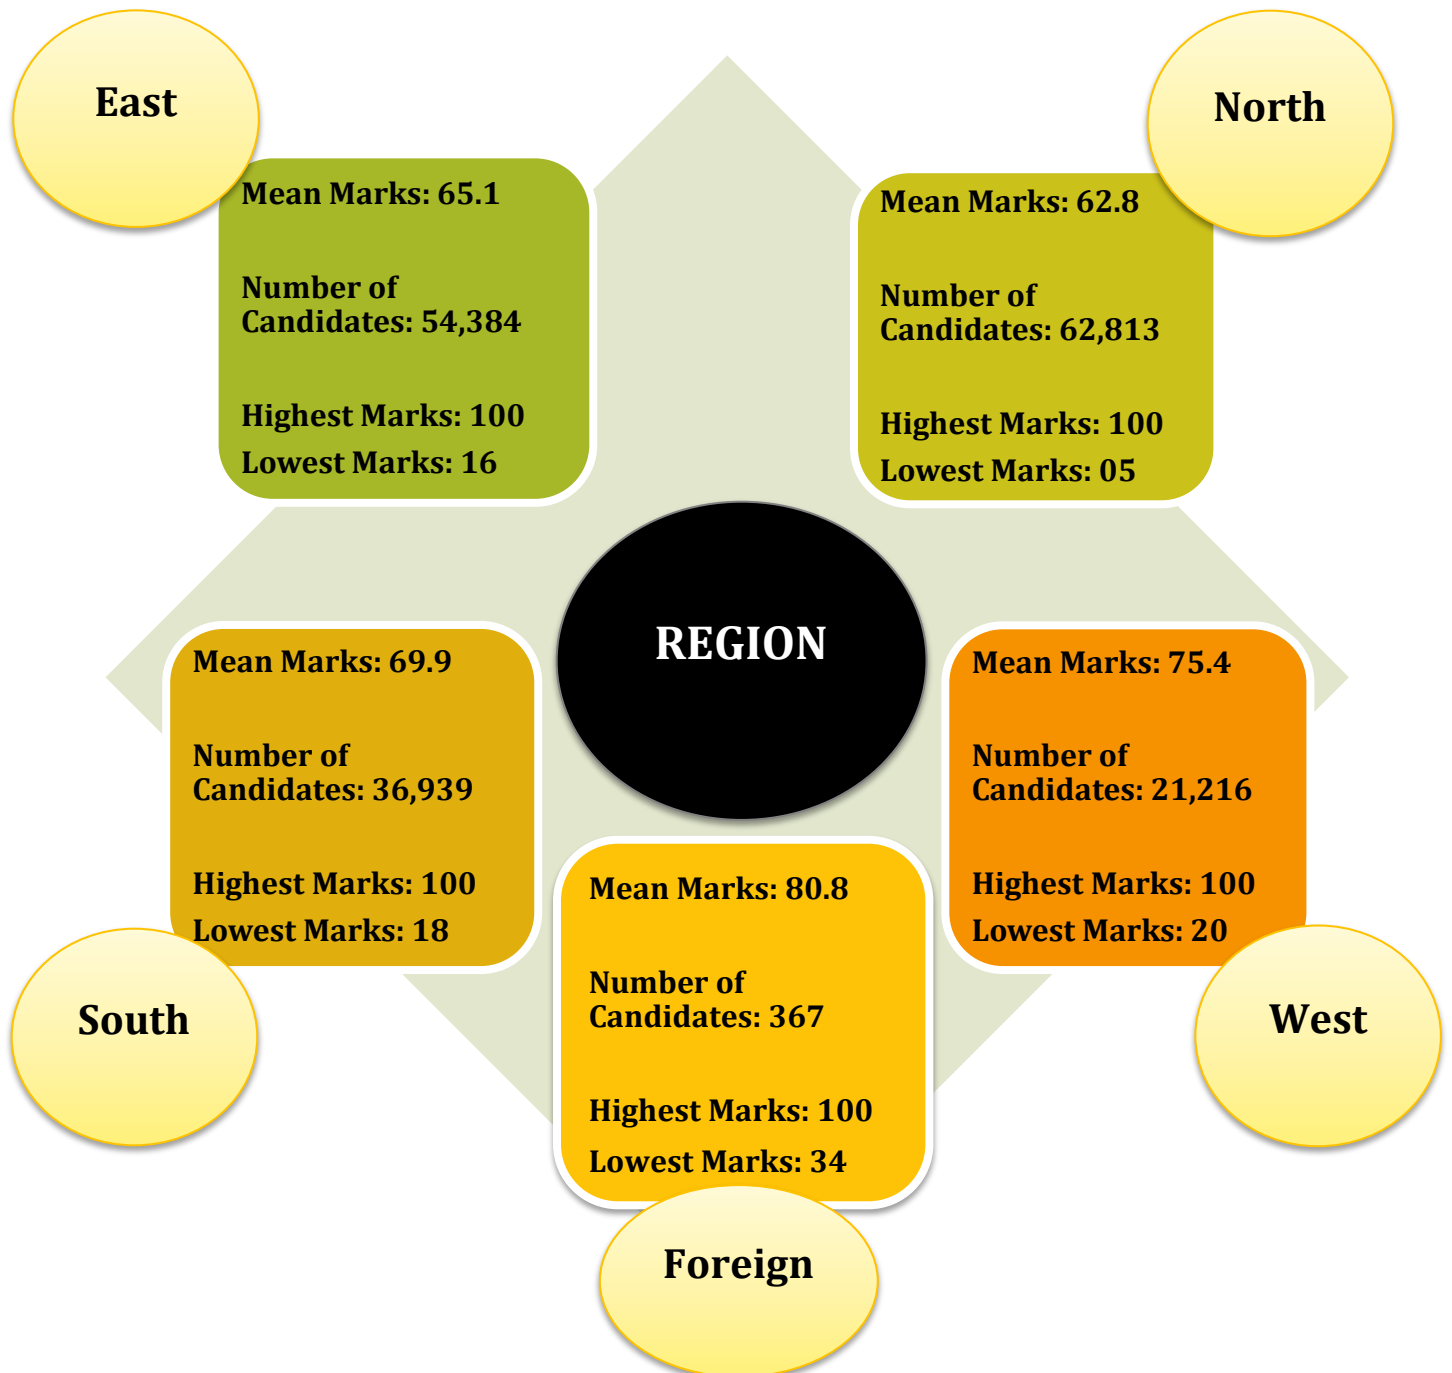 East
Mean Marks: 65.1
Number of
Candidates: 54,384
Highest Marks: 100
Lowest Marks: 16
North
Mean Marks: 62.8
Number of
Candidates: 62,813
Highest Marks: 100
Lowest Marks: 05
REGION
Mean Marks: 69.9
Number of
Candidates: 36,939
Highest Marks: 100
Lowest Marks: 18
South
Mean Marks: 80.8
Number of
Candidates: 367
Highest Marks: 100
Lowest Marks: 34
Foreign
Mean Marks: 75.4
Number of
Candidates: 21,216
Highest Marks: 100
Lowest Marks: 20
West